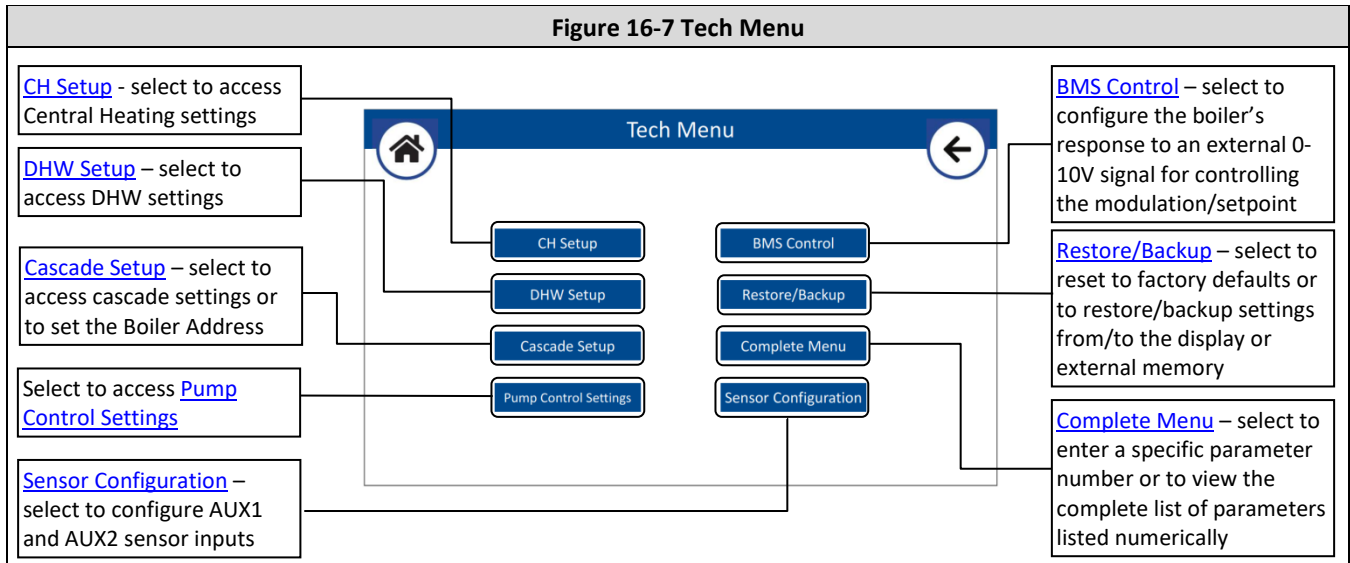 Figure 16-7 Tech Menu
CH Setup - select to access
Central Heating settings
DHW Setup – select to
access DHW settings
Cascade Setup – select to
access cascade settings or
to set the Boiler Address
Select to access Pump
Control Settings
Sensor Configuration –
select to configure AUX1
and AUX2 sensor inputs
Tech Menu
CH Setup
BMS Control
DHW Setup
Restore/Backup
Cascade Setup
Complete Menu
Pump Control Settings
Sensor Configuration
BMS Control – select to
configure the boiler’s
response to an external 0-
10V signal for controlling
the modulation/setpoint
Restore/Backup – select to
reset to factory defaults or
to restore/backup settings
from/to the display or
external memory
Complete Menu – select to
enter a specific parameter
number or to view the
complete list of parameters
listed numerically